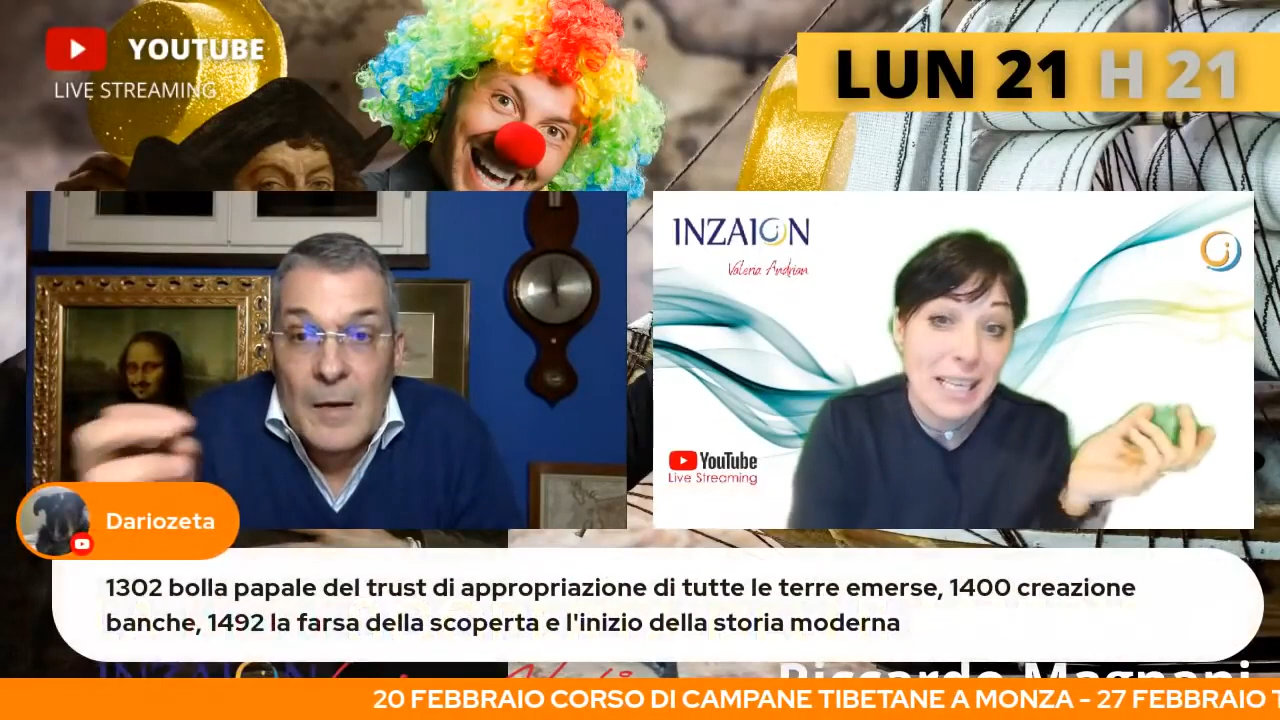 YOUTUBE
LIVE STREAMING
LUN 21 H 21
INZAION
Valeria Andrian
YouTube
Live Streaming
Dariozeta
1302 bolla papale del trust di appropriazione di tutte le terre emerse, 1400 creazione
banche, 1492 la farsa della scoperta e l'inizio della storia moderna
Riccardo Magnani
20 FEBBRAIO CORSO DI CAMPANE TIBETANE A MONZA - 27 FEBBRAIO